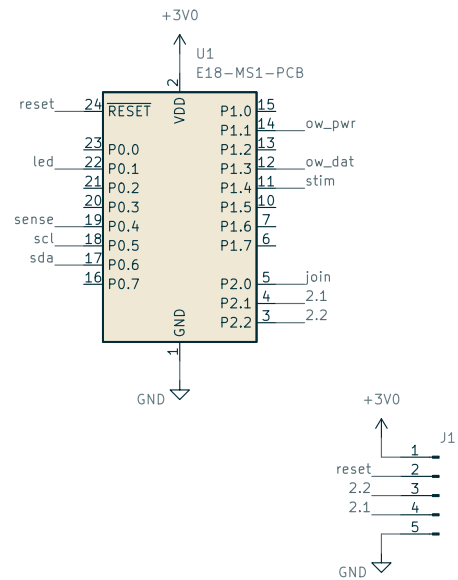 +3V0
U1
E18-MS1-PCB
2
VDD
reset 24 RESET P1.0 15
P1.1 14 ow_pwr
23 P0.0 P1.2 13
led 22 P0.1 P1.3 12 ow_dat
21 P0.2 P1.4 11 stim
20 P0.3 P1.5 10
sense 19 P0.4 P1.6 7
scl 18 P0.5 P1.7 6
sda 17 P0.6
16 P0.7 P2.0 5 join
P2.1 4 2.1
P2.2 3 2.2
GND
1
GND
+3V0
J1
1
reset 2
2.2 3
2.1 4
5
GND